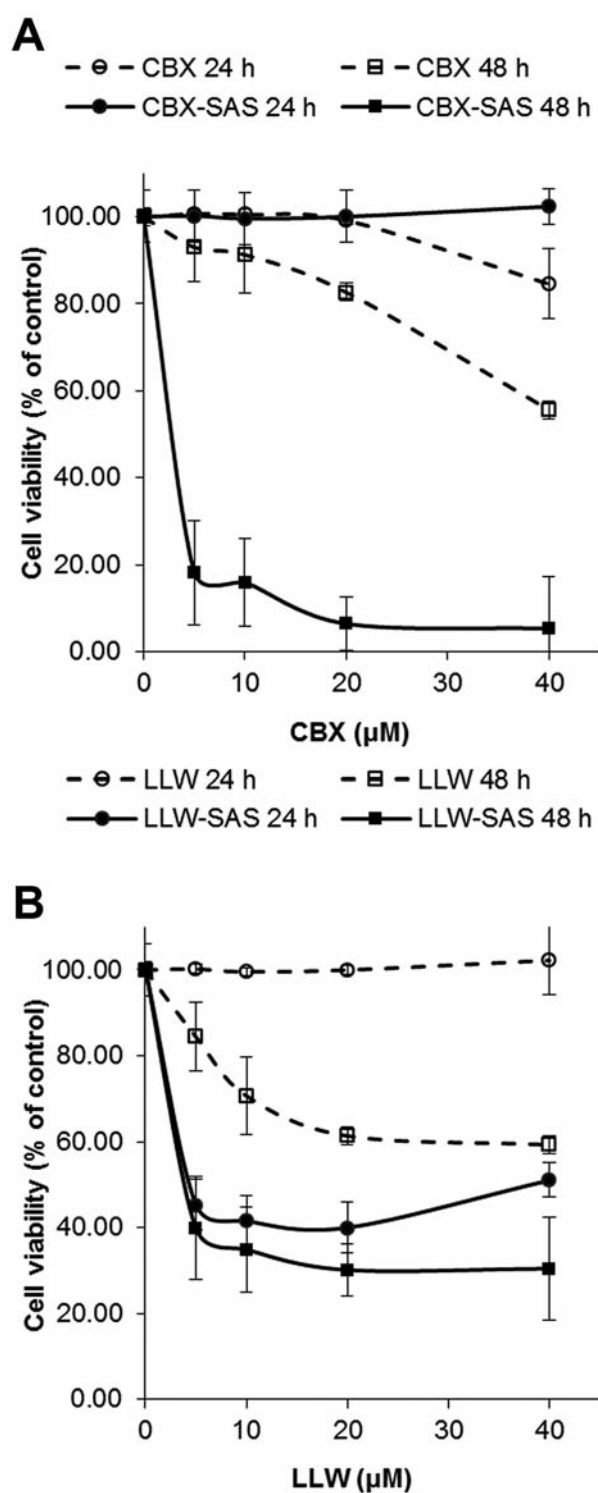 A
CBX 24 h CBX 48 h
CBX-SAS 24 h CBX-SAS 48 h
100.00
80.00
60.00
40.00
20.00
0.00
Cell viability (% of control)
0 10 20 30 40
CBX (µM)
LLW 24 h LLW 48 h
LLW-SAS 24 h LLW-SAS 48 h
B
100.00
80.00
60.00
40.00
20.00
0.00
Cell viability (% of control)
0 10 20 30 40
LLW (µM)